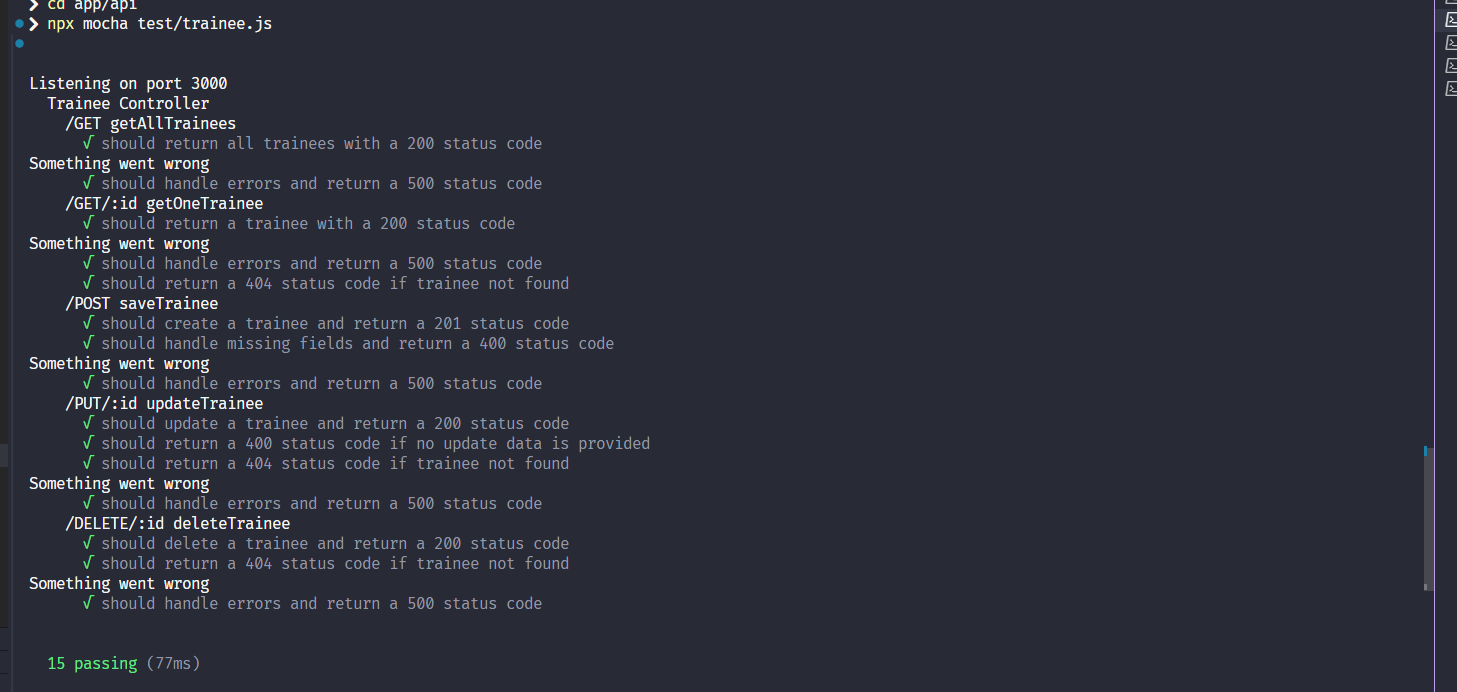 ❯ cd app/api
❯ npx mocha test/trainee.js
Listening on port 3000
Trainee Controller
/GET getAllTrainees
√ should return all trainees with a 200 status code
Something went wrong
√ should handle errors and return a 500 status code
/GET/:id getOneTrainee
√ should return a trainee with a 200 status code
Something went wrong
√ should handle errors and return a 500 status code
√ should return a 404 status code if trainee not found
/POST saveTrainee
√ should create a trainee and return a 201 status code
√ should handle missing fields and return a 400 status code
Something went wrong
√ should handle errors and return a 500 status code
/PUT/:id updateTrainee
√ should update a trainee and return a 200 status code
√ should return a 400 status code if no update data is provided
√ should return a 404 status code if trainee not found
Something went wrong
√ should handle errors and return a 500 status code
/DELETE/:id deleteTrainee
√ should delete a trainee and return a 200 status code
√ should return a 404 status code if trainee not found
Something went wrong
√ should handle errors and return a 500 status code
15 passing (77ms)